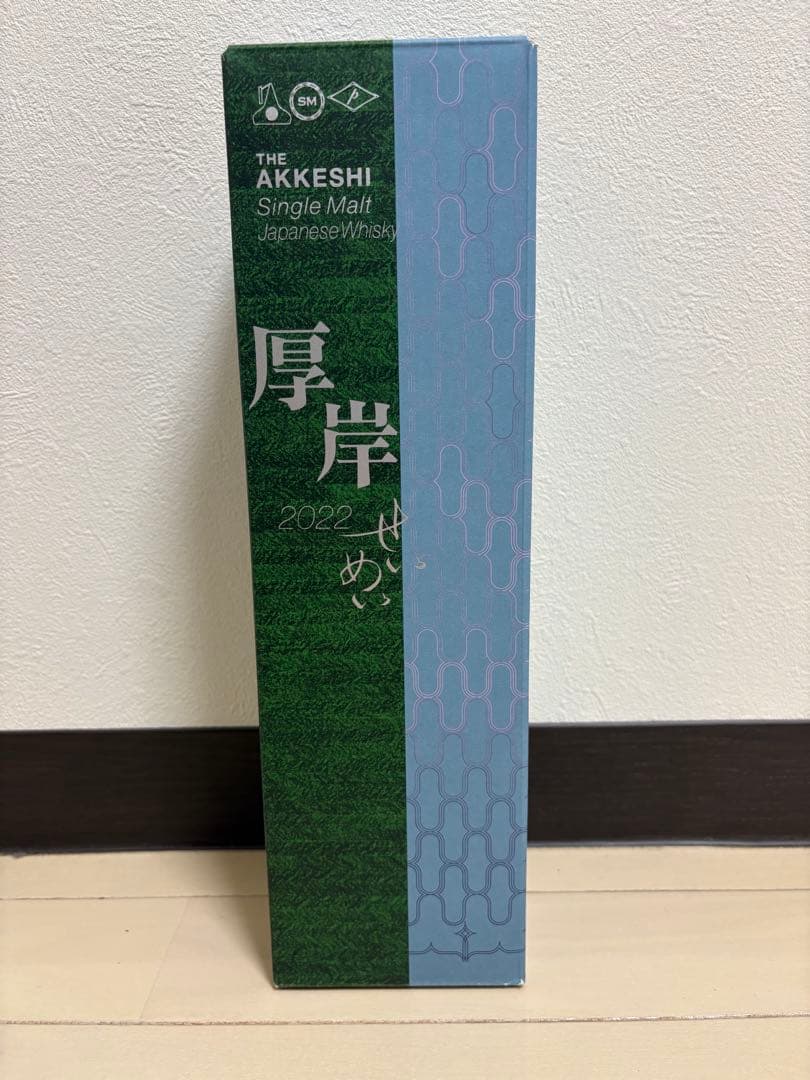 SM
P
THE
AKKESHI
Single Malt
Japanese Whisky
厚岸
2022
せいめい